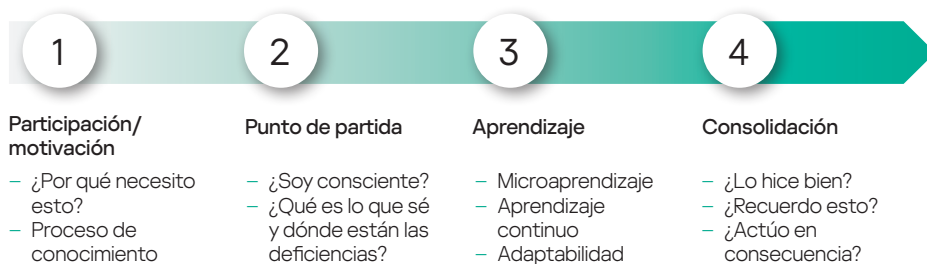 1
2
3
4
Participación/
motivación
– ¿Por qué necesito
esto?
– Proceso de
conocimiento
Punto de partida
– ¿Soy consciente?
– ¿Qué es lo que sé
y dónde están las
deficiencias?
Aprendizaje
– Microaprendizaje
– Aprendizaje
continuo
– Adaptabilidad
Consolidación
– ¿Lo hice bien?
– ¿Recuerdo esto?
– ¿Actúo en
consecuencia?